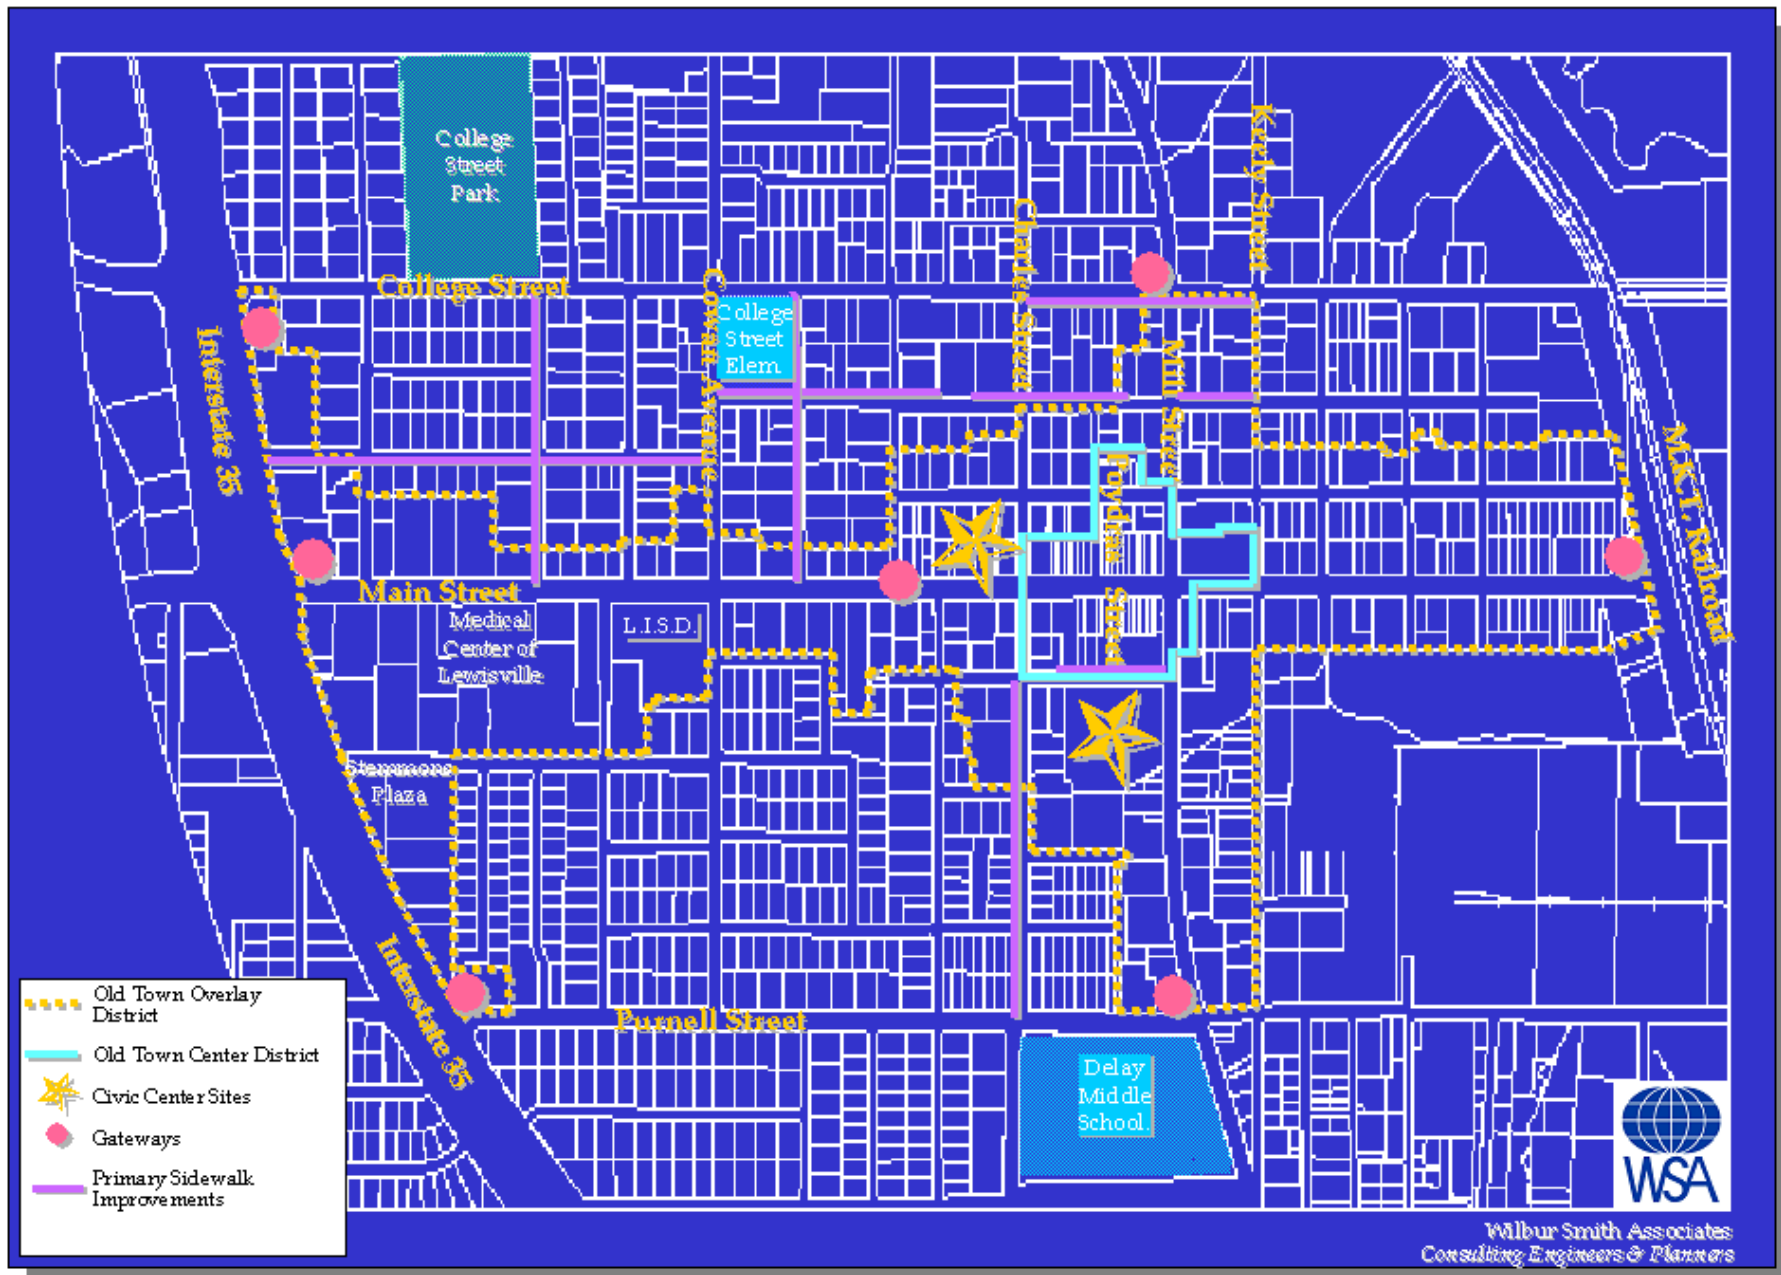 College
Street
Park
Keely Street
Charles Street
College Street
Cowan Avenue
College
Street
Elem
Interstate 35
Mill Street
Poydras Street
M.K.T. Railroad
Main Street
Medical
Center of
Lewisville
L.I.S.D.
Stemmons
Plaza
Interstate 35
Purnell Street
Delay
Middle
School.
Old Town Overlay
District
Old Town Center District
Civic Center Sites
Gateways
Primary Sidewalk
Improvements
WSA
Wilbur Smith Associates
Consulting Engineers & Planners